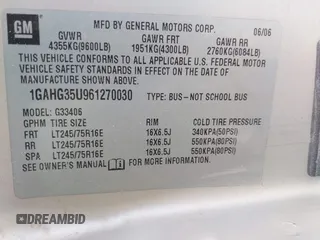 GM
MFD BY GENERAL MOTORS CORP. 06/06
GVWR GAWR FRT GAWR RR
4355KG(9600LB) 1951KG(4300LB) 2760KG(6084LB)
THIS VEHICLE CONFORMS TO ALL APPLICABLE U.S. FEDERAL MOTOR
VEHICLE SAFETY STANDARDS IN EFFECT ON THE DATE OF
MANUFACTURE SHOWN ABOVE.
1GAHG35U961270030 TYPE: BUS - NOT SCHOOL BUS
MODEL: G33406
GPHM TIRE SIZE RIM COLD TIRE PRESSURE
FRT LT245/75R16E 16X6.5J 340KPA(50PSI)
RR LT245/75R16E 16X6.5J 550KPA(80PSI)
SPA LT245/75R16E 16X6.5J 550KPA(80PSI)
SEE OWNER'S MANUAL FOR ADDITIONAL INFORMATION.
DREAMBID